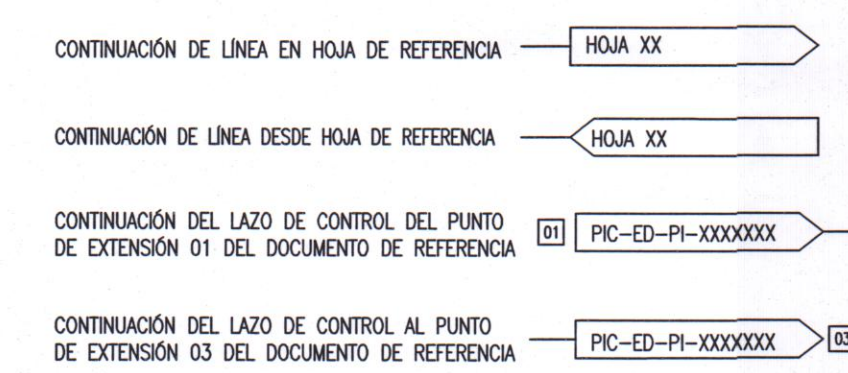 CONTINUACIÓN DE LÍNEA EN HOJA DE REFERENCIA
HOJA XX
CONTINUACIÓN DE LÍNEA DESDE HOJA DE REFERENCIA
HOJA XX
CONTINUACIÓN DEL LAZO DE CONTROL DEL PUNTO
DE EXTENSIÓN 01 DEL DOCUMENTO DE REFERENCIA
01
PIC-ED-PI-XXXXXXX
CONTINUACIÓN DEL LAZO DE CONTROL AL PUNTO
DE EXTENSIÓN 03 DEL DOCUMENTO DE REFERENCIA
PIC-ED-PI-XXXXXXX
03